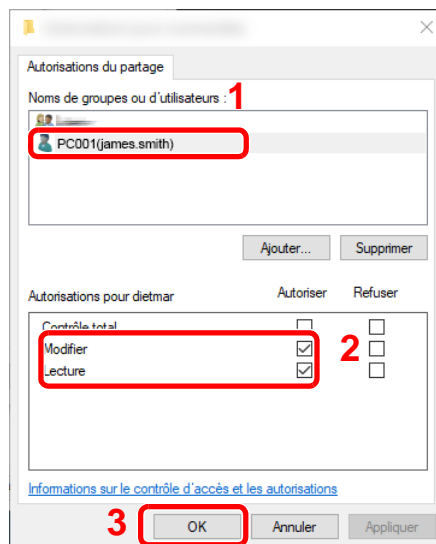 Autorisations du partage
Noms de groupes ou d'utilisateurs : 1
PC001(james.smith)
Ajouter... Supprimer
Autorisations pour dietmar Autoriser Refuser
Contrôle total
Modifier 2
Lecture
Informations sur le contrôle d'accès et les autorisations
3 OK Annuler Appliquer